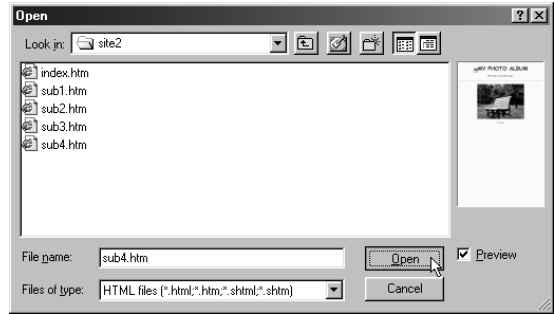 Open
Look in: site2
index.htm
sub1.htm
sub2.htm
sub3.htm
sub4.htm
MY PHOTO ALBUM
File name: sub4.htm Open Preview
Files of type: HTML files (*.html;*.htm;*.shtml;*.shtm) Cancel